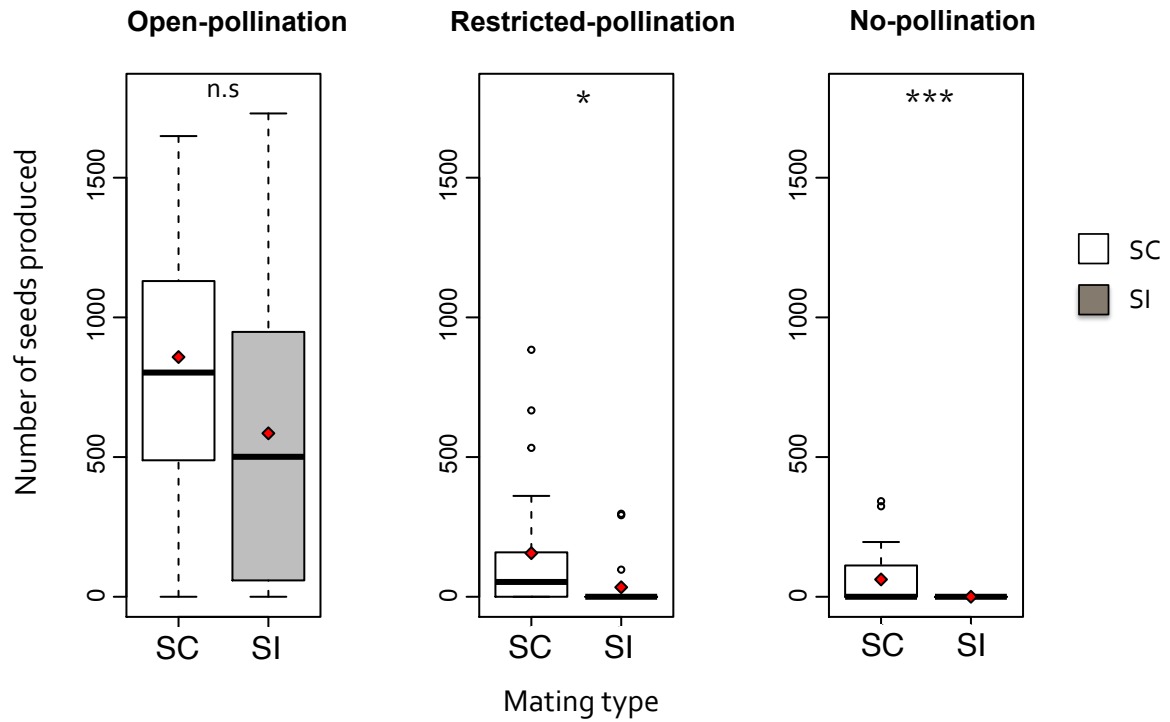 Open-pollination
Restricted-pollination
No-pollination
n.s
*
***
Number of seeds produced
0
500
1000
1500
0
500
1000
1500
0
500
1000
1500
SC
SI
SC SI
SC SI
SC SI
Mating type